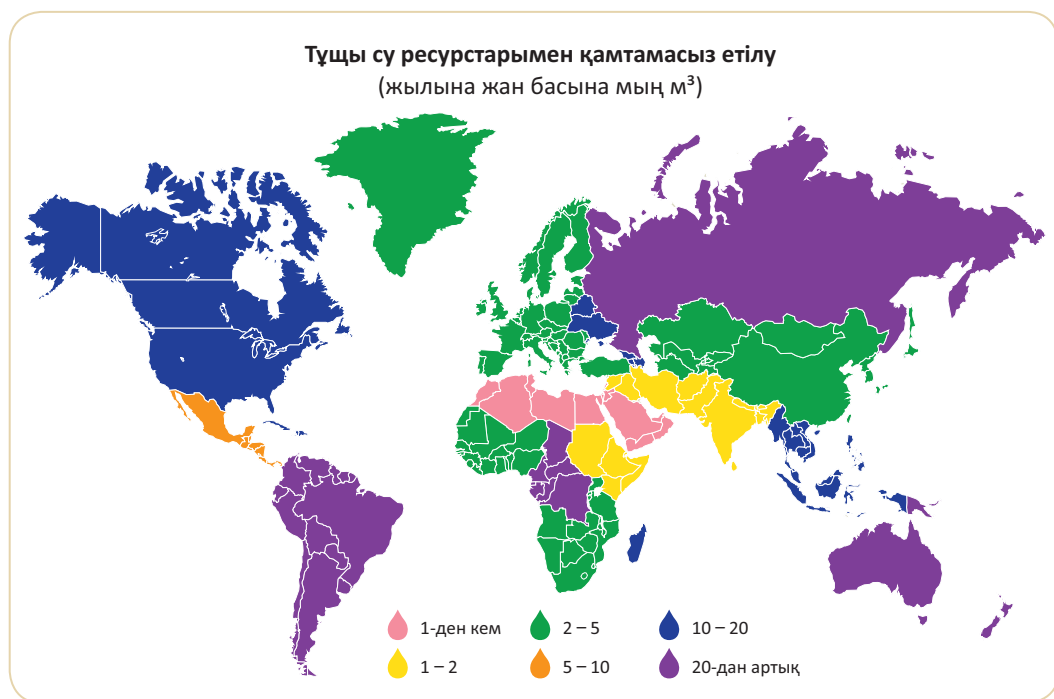 Тұщы су ресурстарымен қамтамасыз етілу
(жылына жан басына мың м³)
1-ден кем
2 – 5
10 – 20
1 – 2
5 – 10
20-дан артық